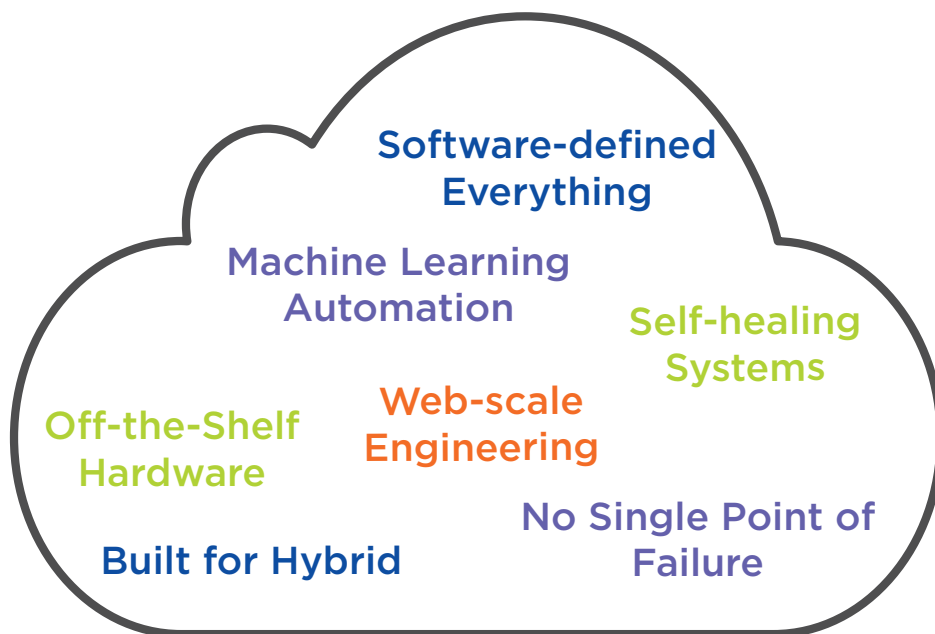 Software-defined
Everything
Machine Learning
Automation
Self-healing
Systems
Web-scale
Engineering
Off-the-Shelf
Hardware
No Single Point of
Failure
Built for Hybrid